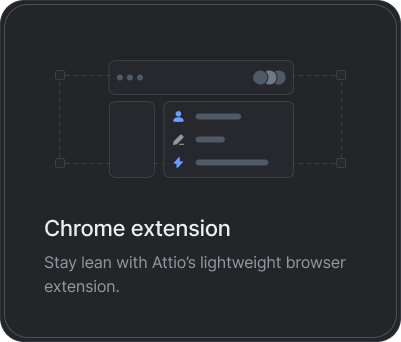 Chrome extension
Stay lean with Attio’s lightweight browser
extension.